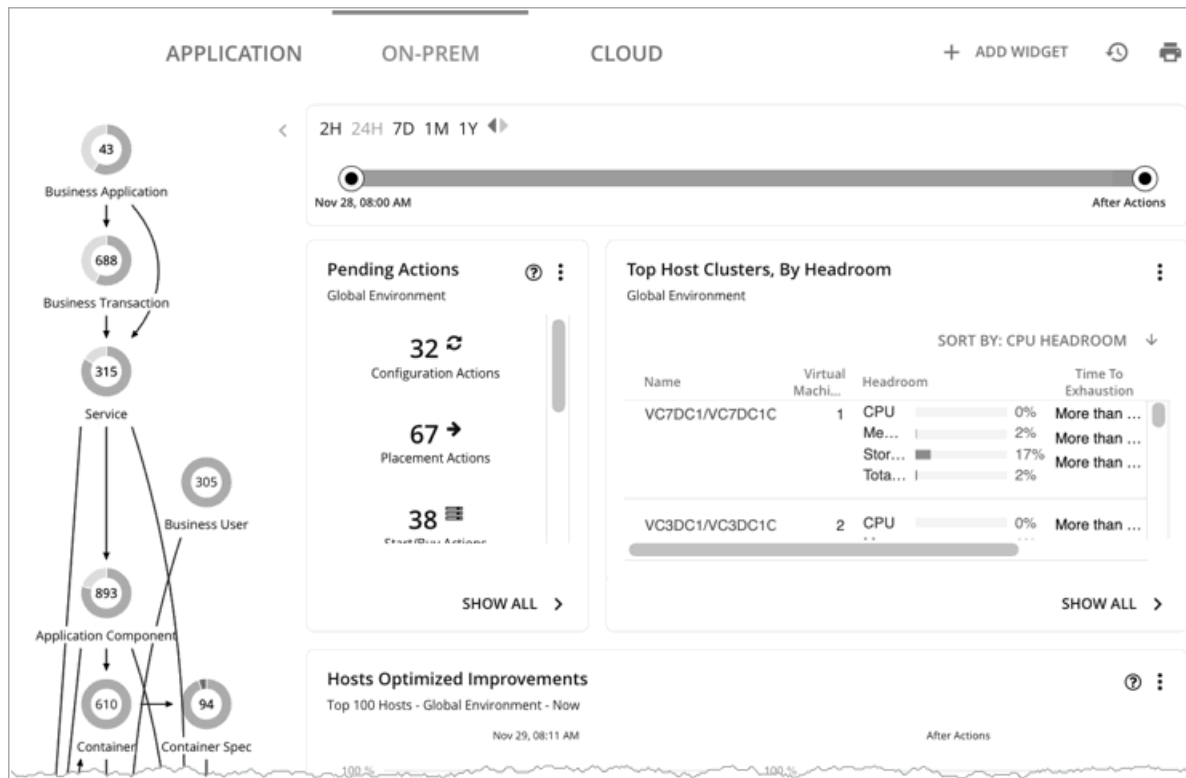 APPLICATION
ON-PREM
CLOUD
ADD WIDGET
43
Business Application
688
Business Transaction
315
Service
305
Business User
893
Application Component
610
Container
94
Container Spec
2H 24H 7D 1M 1Y
Nov 28, 08:00 AM
After Actions
Pending Actions
Global Environment
32
Configuration Actions
67
Placement Actions
38
Start/Buy Actions
SHOW ALL
Top Host Clusters, By Headroom
Global Environment
SORT BY: CPU HEADROOM
Name
Virtual
Machi...
Headroom
Time To
Exhaustion
VC7DC1/VC7DC1C 1 CPU 0% More than ...
Me... 2% More than ...
Stor... 17% More than ...
Tota... 2%
VC3DC1/VC3DC1C 2 CPU 0% More than ...
SHOW ALL
Hosts Optimized Improvements
Top 100 Hosts - Global Environment - Now
Nov 29, 08:11 AM
After Actions
100 %
100 %